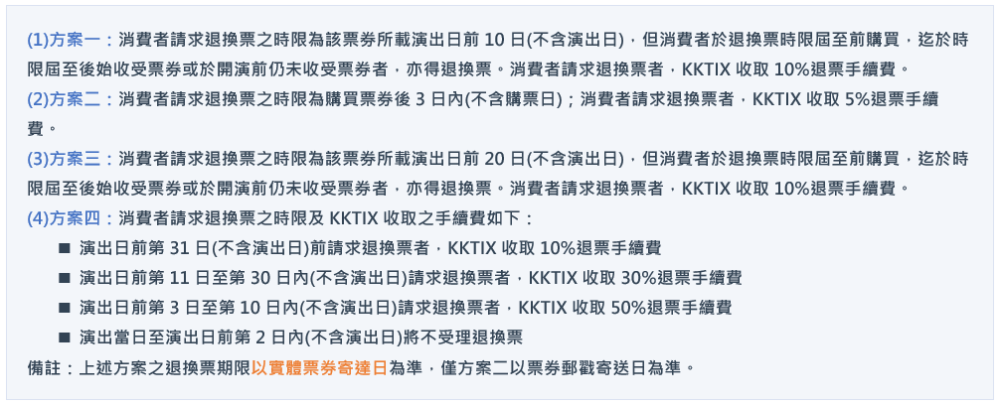 (1)方案一：消費者請求退換票之時限為該票券所載演出日前 10 日(不含演出日)，但消費者於退換票時限屆至前購買，迄於時
限屆至後始收受票券或於開演前仍未收受票券者，亦得退換票。消費者請求退換票者，KKTIX 收取 10%退票手續費。
(2)方案二：消費者請求退換票之時限為購買票券後 3 日內(不含購票日)；消費者請求退換票者，KKTIX 收取 5%退票手續
費。
(3)方案三：消費者請求退換票之時限為該票券所載演出日前 20 日(不含演出日)，但消費者於退換票時限屆至前購買，迄於時
限屆至後始收受票券或於開演前仍未收受票券者，亦得退換票。消費者請求退換票者，KKTIX 收取 10%退票手續費。
(4)方案四：消費者請求退換票之時限及 KKTIX 收取之手續費如下：
■ 演出日前第 31 日(不含演出日)前請求退換票者，KKTIX 收取 10%退票手續費
■ 演出日前第 11 日至第 30 日內(不含演出日)請求退換票者，KKTIX 收取 30%退票手續費
■ 演出日前第 3 日至第 10 日內(不含演出日)請求退換票者，KKTIX 收取 50%退票手續費
■ 演出當日至演出日前第 2 日內(不含演出日)將不受理退換票
備註：上述方案之退換票期限以實體票券寄達日為準，僅方案二以票券郵戳寄送日為準。